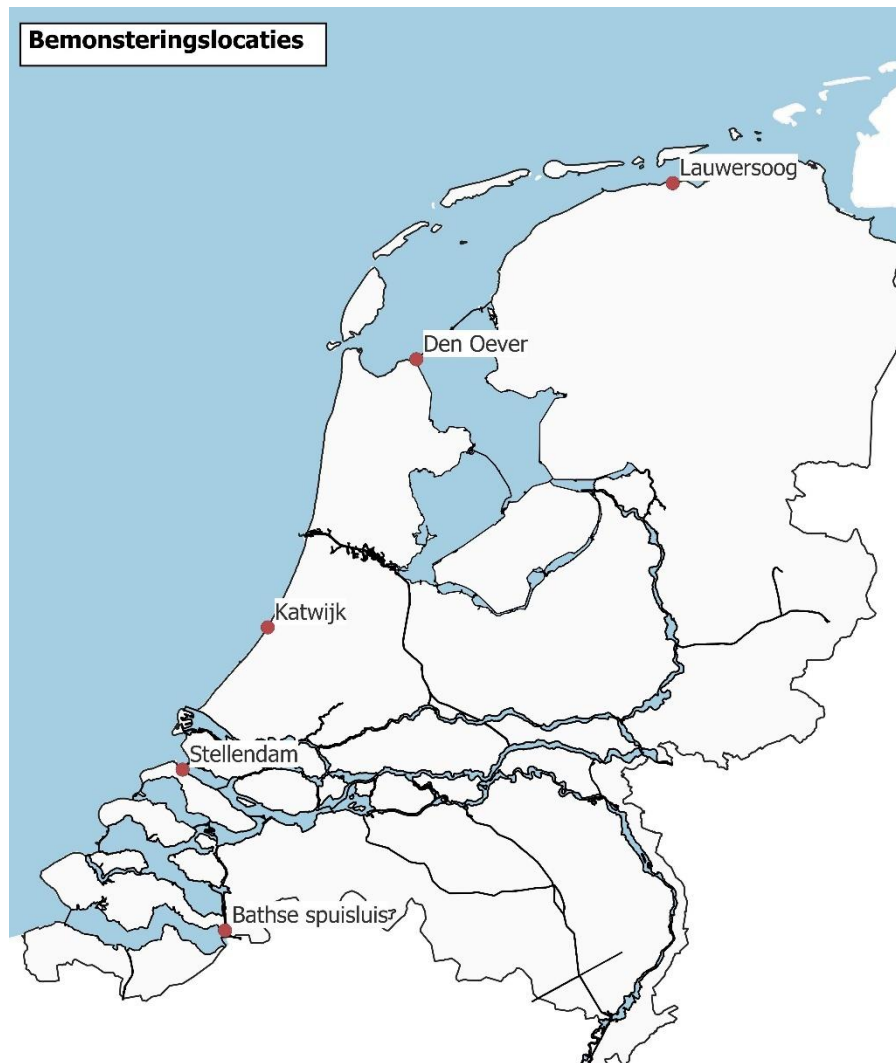 Bemonsteringslocaties
Lauwersoog
Den Oever
Katwijk
Stellendam
Bathse spuisluis